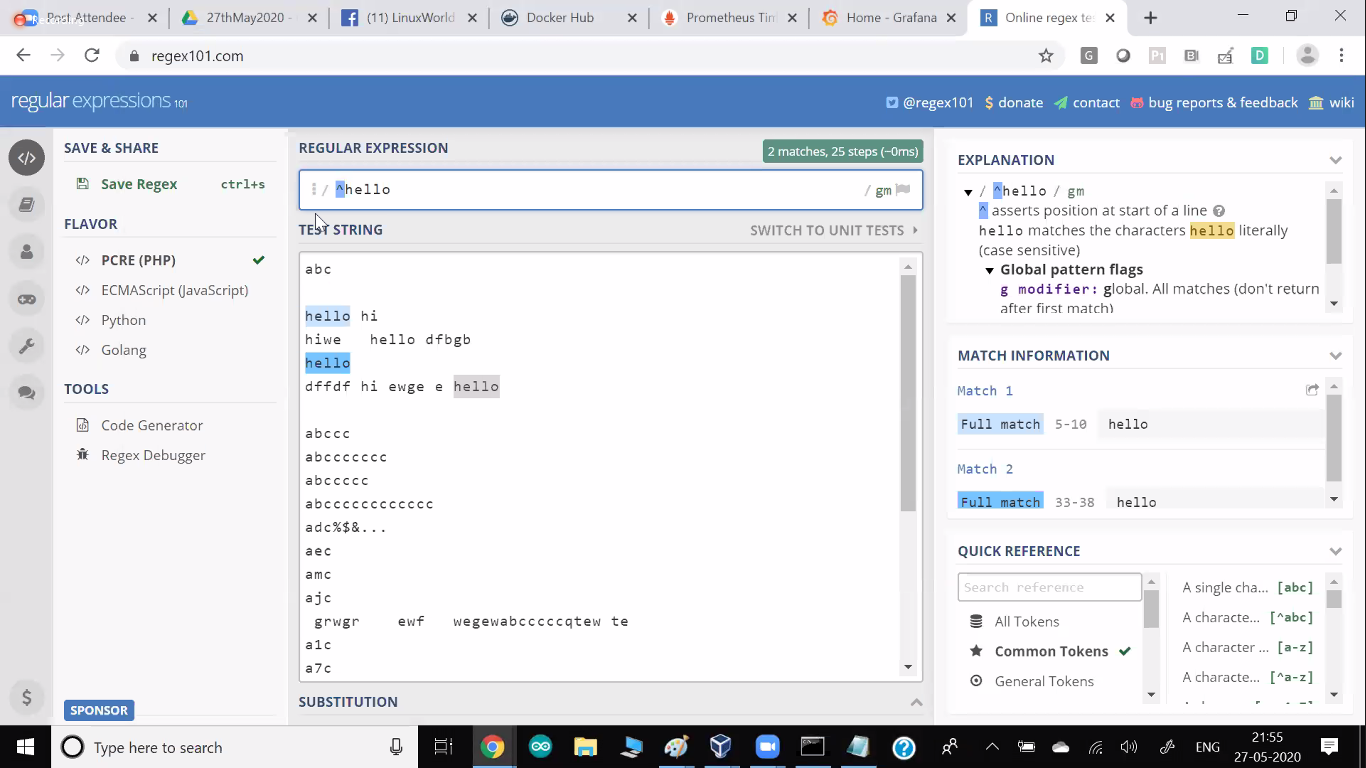 Post Attendee -
27thMay2020 -
(11) LinuxWorld
Docker Hub
Prometheus Tim
Home - Grafana
Online regex te
regex101.com
regular expressions 101
@regex101
$ donate
contact
bug reports & feedback
wiki
SAVE & SHARE
Save Regex ctrl+s
FLAVOR
PCRE (PHP)
ECMAScript (JavaScript)
Python
Golang
TOOLS
Code Generator
Regex Debugger
SPONSOR
REGULAR EXPRESSION
2 matches, 25 steps (~0ms)
/ ^hello / gm
TEST STRING
SWITCH TO UNIT TESTS
abc
hello hi
hiwe   hello dfbgb
hello
dffdf hi ewge e hello
abccc
abccccccc
abccccc
abcccccccccccc
adc%$&...
aec
amc
ajc
grwgr    ewf   wegewabcccccqtew te
a1c
a7c
SUBSTITUTION
EXPLANATION
/ ^hello / gm
^ asserts position at start of a line
hello matches the characters hello literally
(case sensitive)
Global pattern flags
g modifier: global. All matches (don't return
after first match)
MATCH INFORMATION
Match 1
Full match 5-10 hello
Match 2
Full match 33-38 hello
QUICK REFERENCE
Search reference
All Tokens
Common Tokens
General Tokens
A single cha... [abc]
A characte... [^abc]
A character ... [a-z]
A characte... [^a-z]
Type here to search
ENG
21:55
27-05-2020